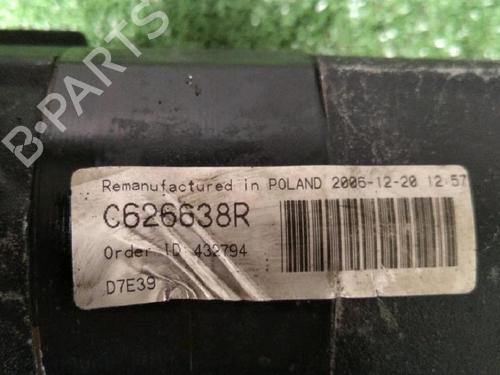 B-PARTS
Remanufactured in POLAND 2006-12-20 12:57
C626638R
Order ID: 432794
D7E39